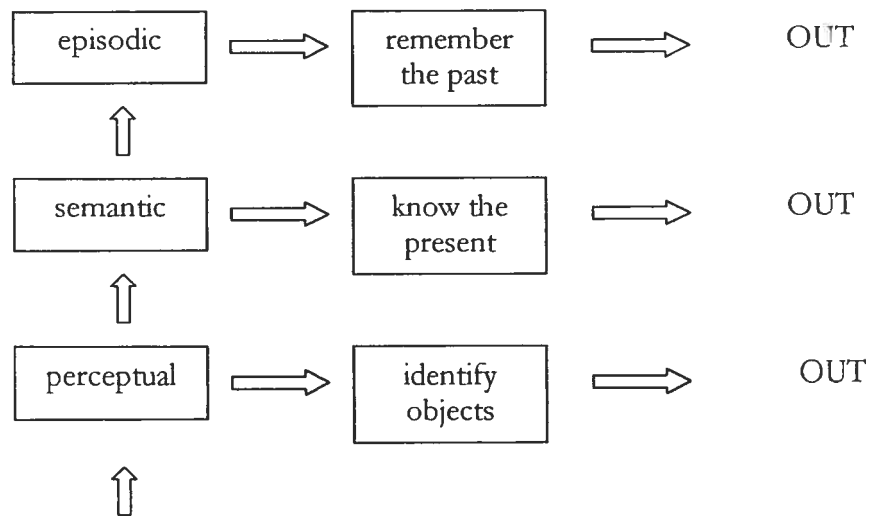 episodic
remember
the past
OUT
semantic
know the
present
OUT
perceptual
identify
objects
OUT